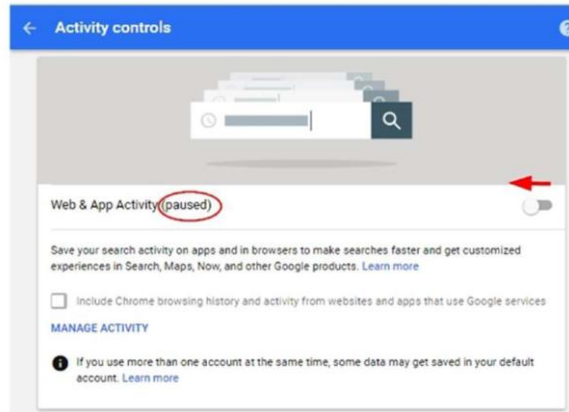 Activity controls
Web & App Activity (paused)
Save your search activity on apps and in browsers to make searches faster and get customized
experiences in Search, Maps, Now, and other Google products. Learn more
Include Chrome browsing history and activity from websites and apps that use Google services
MANAGE ACTIVITY
If you use more than one account at the same time, some data may get saved in your default
account. Learn more